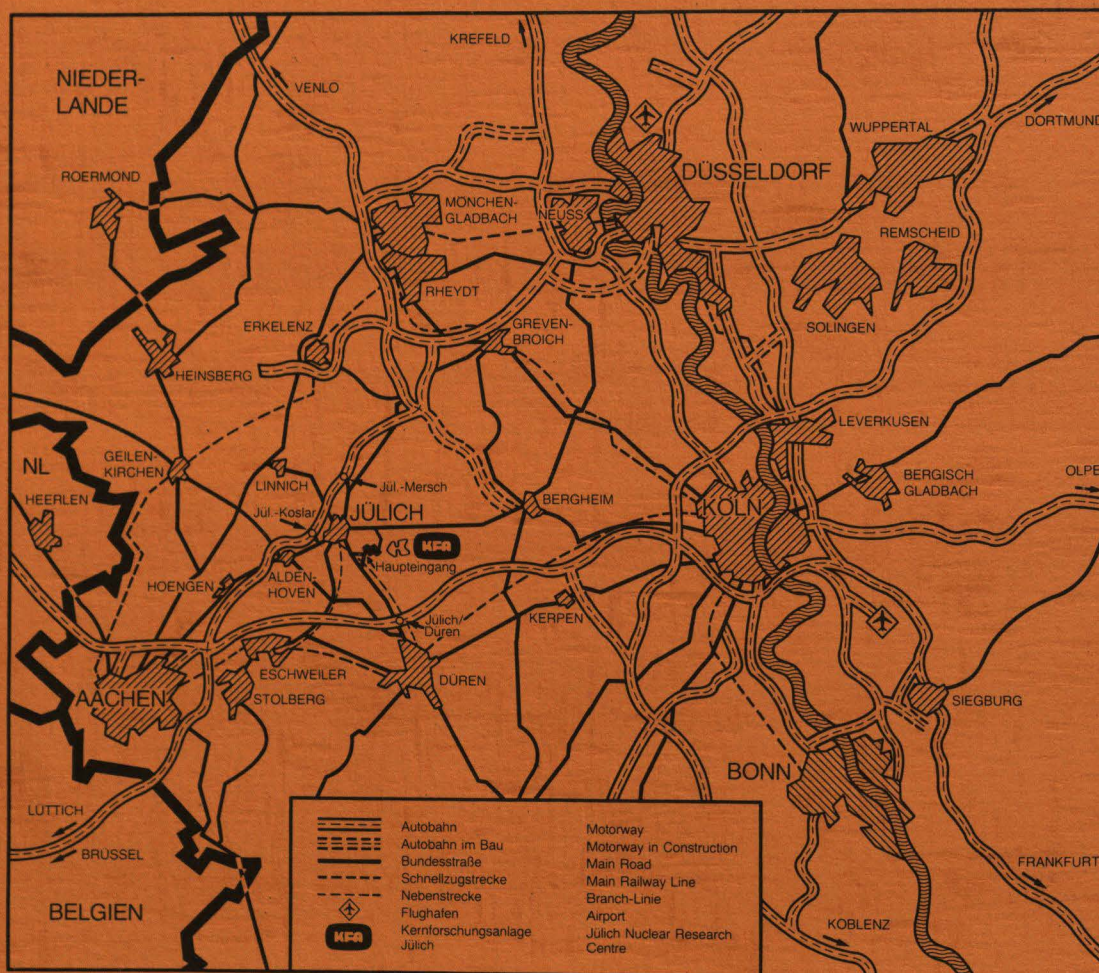 KREFELD
NIEDER-
LANDE
VENLO
WUPPERTAL
DORTMUND
ROERMOND
DÜSSELDORF
MÖNCHEN-
GLADBACH
NEUSS
REMSCHEID
RHEYDT
ERKELENZ
GREVEN-
BROICH
SOLINGEN
HEINSBERG
LEVERKUSEN
GEILEN-
KIRCHEN
NL
HEERLEN
LINNICH
Jül.-Mersch
BERGHEIM
BERGISCH
GLADBACH
OLPE
KÖLN
Jül.-Koslar
JÜLICH
KFA
Haupteingang
HOENGEN
ALDEN-
HOVEN
KERPEN
Jülich/
Düren
ESCHWEILER
DÜREN
AACHEN
STOLBERG
SIEGBURG
BONN
LÜTTICH
BRÜSSEL
FRANKFURT
BELGIEN
KOBLENZ
Autobahn Motorway
Autobahn im Bau Motorway in Construction
Bundesstraße Main Road
Schnellzugstrecke Main Railway Line
Nebenstrecke Branch-Linie
Flughafen Airport
KFA Kernforschungsanlage Jülich Nuclear Research
Jülich Centre